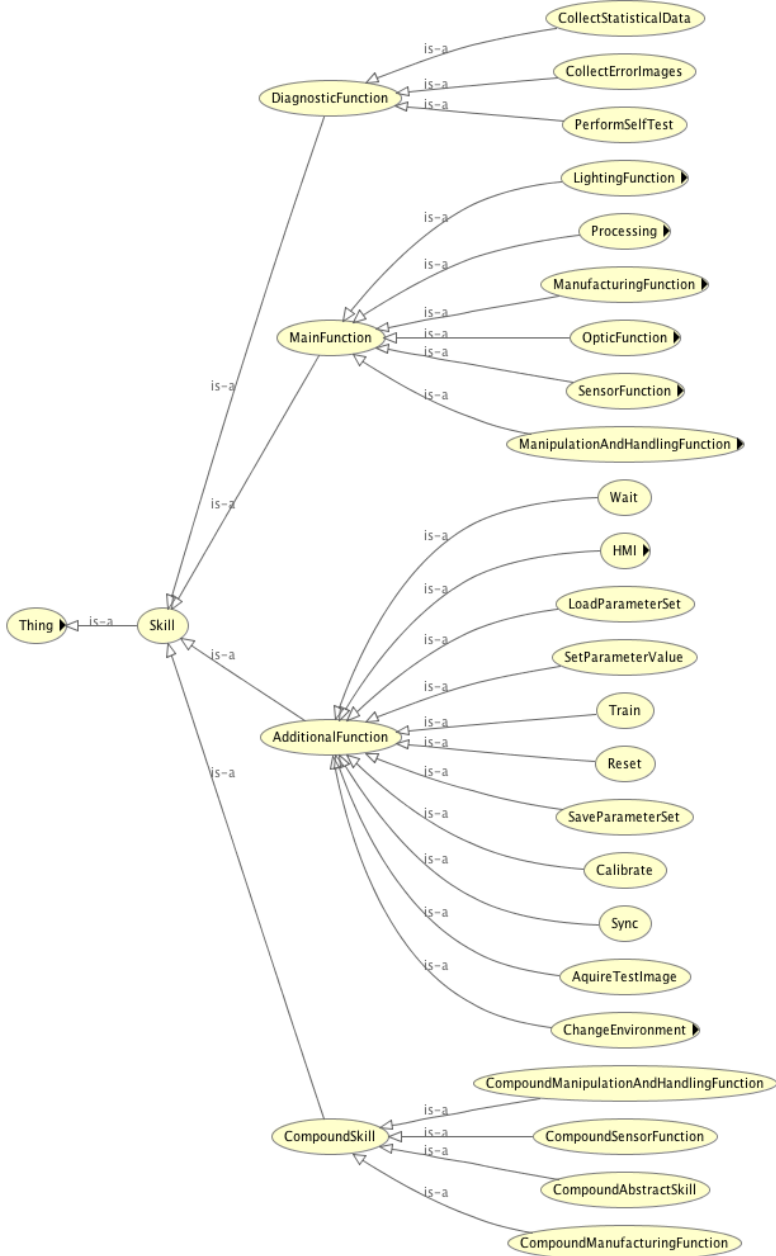 CollectStatisticalData
is-a
CollectErrorImages
is-a
DiagnosticFunction
is-a
PerformSelfTest
LightingFunction
is-a
Processing
is-a
ManufacturingFunction
is-a
MainFunction
is-a
OpticFunction
is-a
SensorFunction
is-a
is-a
ManipulationAndHandlingFunction
Wait
is-a
is-a
HMI
is-a
LoadParameterSet
Thing
is-a
Skill
is-a
is-a
SetParameterValue
is-a
Train
is-a
AdditionalFunction
is-a
Reset
is-a
is-a
SaveParameterSet
is-a
Calibrate
is-a
Sync
is-a
is-a
AquireTestImage
ChangeEnvironment
CompoundManipulationAndHandlingFunction
is-a
CompoundSkill
is-a
CompoundSensorFunction
is-a
CompoundAbstractSkill
is-a
CompoundManufacturingFunction